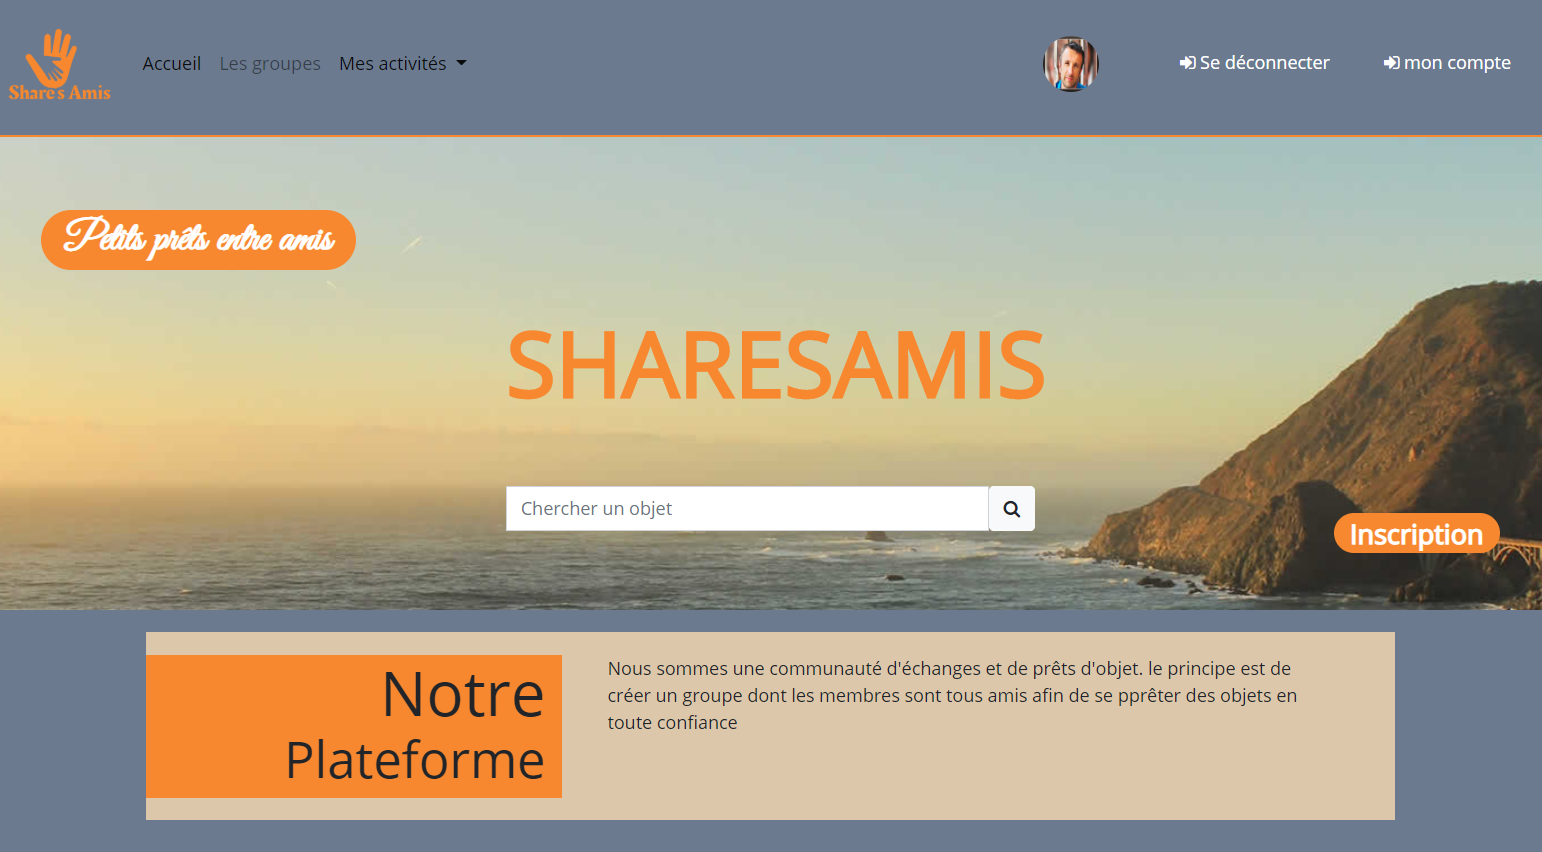 Share's Amis
Accueil
Les groupes
Mes activités
Se déconnecter
mon compte
Petits prêts entre amis
SHARESAMIS
Chercher un objet
Inscription
Notre
Plateforme
Nous sommes une communauté d'échanges et de prêts d'objet. le principe est de
créer un groupe dont les membres sont tous amis afin de se pprêter des objets en
toute confiance